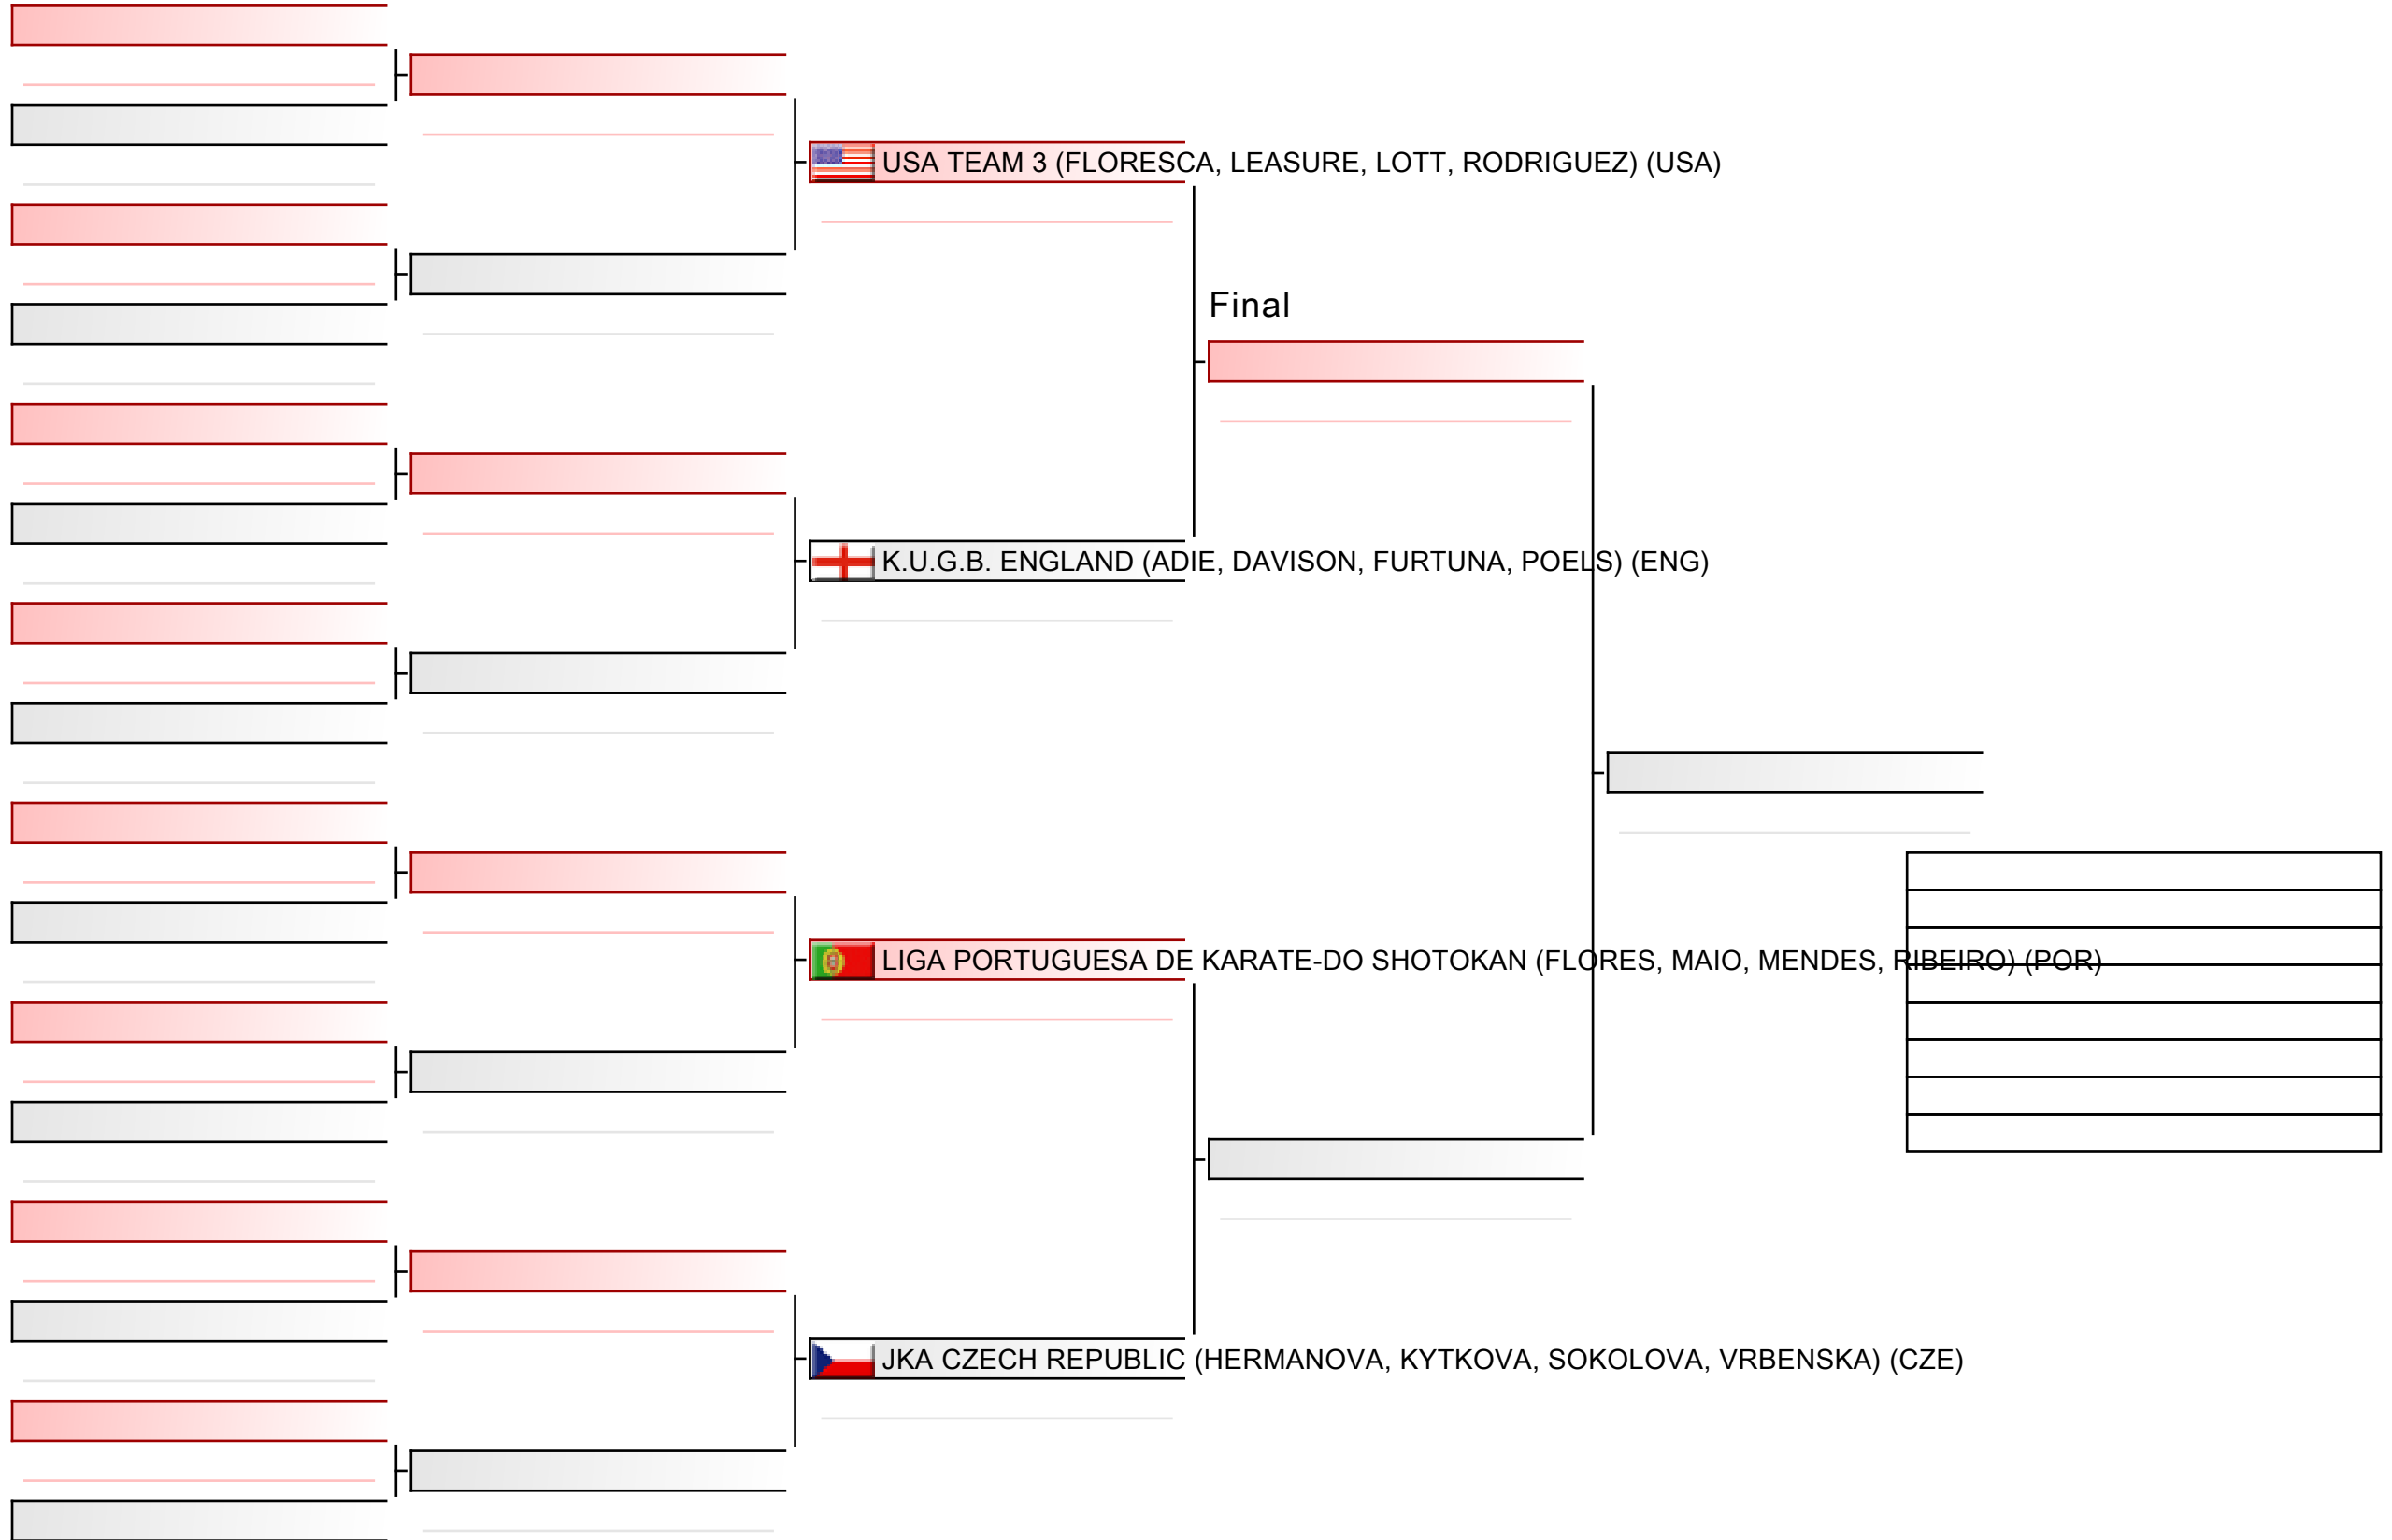 USA TEAM 3 (FLORESCA, LEASURE, LOTT, RODRIGUEZ) (USA)
Final
K.U.G.B. ENGLAND (ADIE, DAVISON, FURTUNA, POELS) (ENG)
LIGA PORTUGUESA DE KARATE-DO SHOTOKAN (FLORES, MAIO, MENDES, RIBEIRO) (POR)
JKA CZECH REPUBLIC (HERMANOVA, KYTKOVA, SOKOLOVA, VRBENSKA) (CZE)